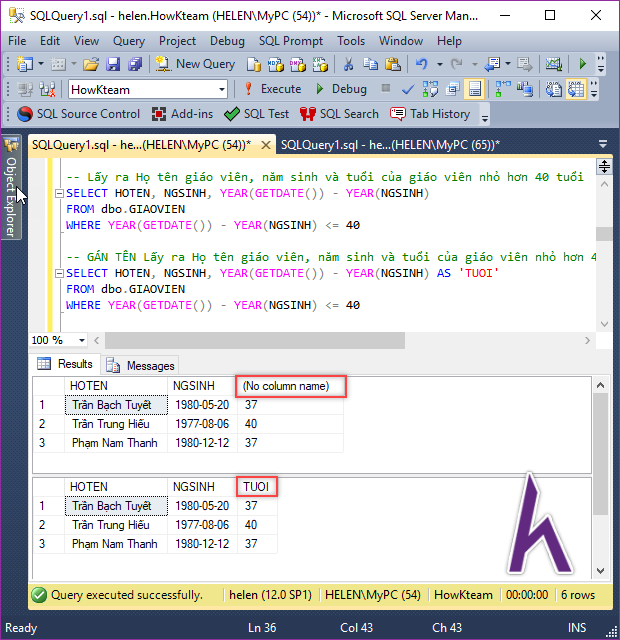 SQLQuery1.sql - helen.HowKteam (HELEN\MyPC (54))* - Microsoft SQL Server Man...
File Edit View Query Project Debug SQL Prompt Tools Window Help
New Query
HowKteam Execute Debug
SQL Source Control Add-ins SQL Test SQL Search Tab History
SQLQuery1.sql - he...(HELEN\MyPC (54))* SQLQuery1.sql - he...(HELEN\MyPC (65))*
Object Explorer
-- Lấy ra Họ tên giáo viên, năm sinh và tuổi của giáo viên nhỏ hơn 40 tuổi
SELECT HOTEN, NGSINH, YEAR(GETDATE()) - YEAR(NGSINH)
FROM dbo.GIAOVIEN
WHERE YEAR(GETDATE()) - YEAR(NGSINH) <= 40
-- GÁN TÊN Lấy ra Họ tên giáo viên, năm sinh và tuổi của giáo viên nhỏ hơn 4
SELECT HOTEN, NGSINH, YEAR(GETDATE()) - YEAR(NGSINH) AS 'TUOI'
FROM dbo.GIAOVIEN
WHERE YEAR(GETDATE()) - YEAR(NGSINH) <= 40
100 %
Results Messages
HOTEN NGSINH (No column name)
1 Trần Bạch Tuyết 1980-05-20 37
2 Trần Trung Hiếu 1977-08-06 40
3 Phạm Nam Thanh 1980-12-12 37
HOTEN NGSINH TUOI
1 Trần Bạch Tuyết 1980-05-20 37
2 Trần Trung Hiếu 1977-08-06 40
3 Phạm Nam Thanh 1980-12-12 37
Query executed successfully. helen (12.0 SP1) HELEN\MyPC (54) HowKteam 00:00:00 6 rows
Ready Ln 36 Col 43 Ch 43 INS